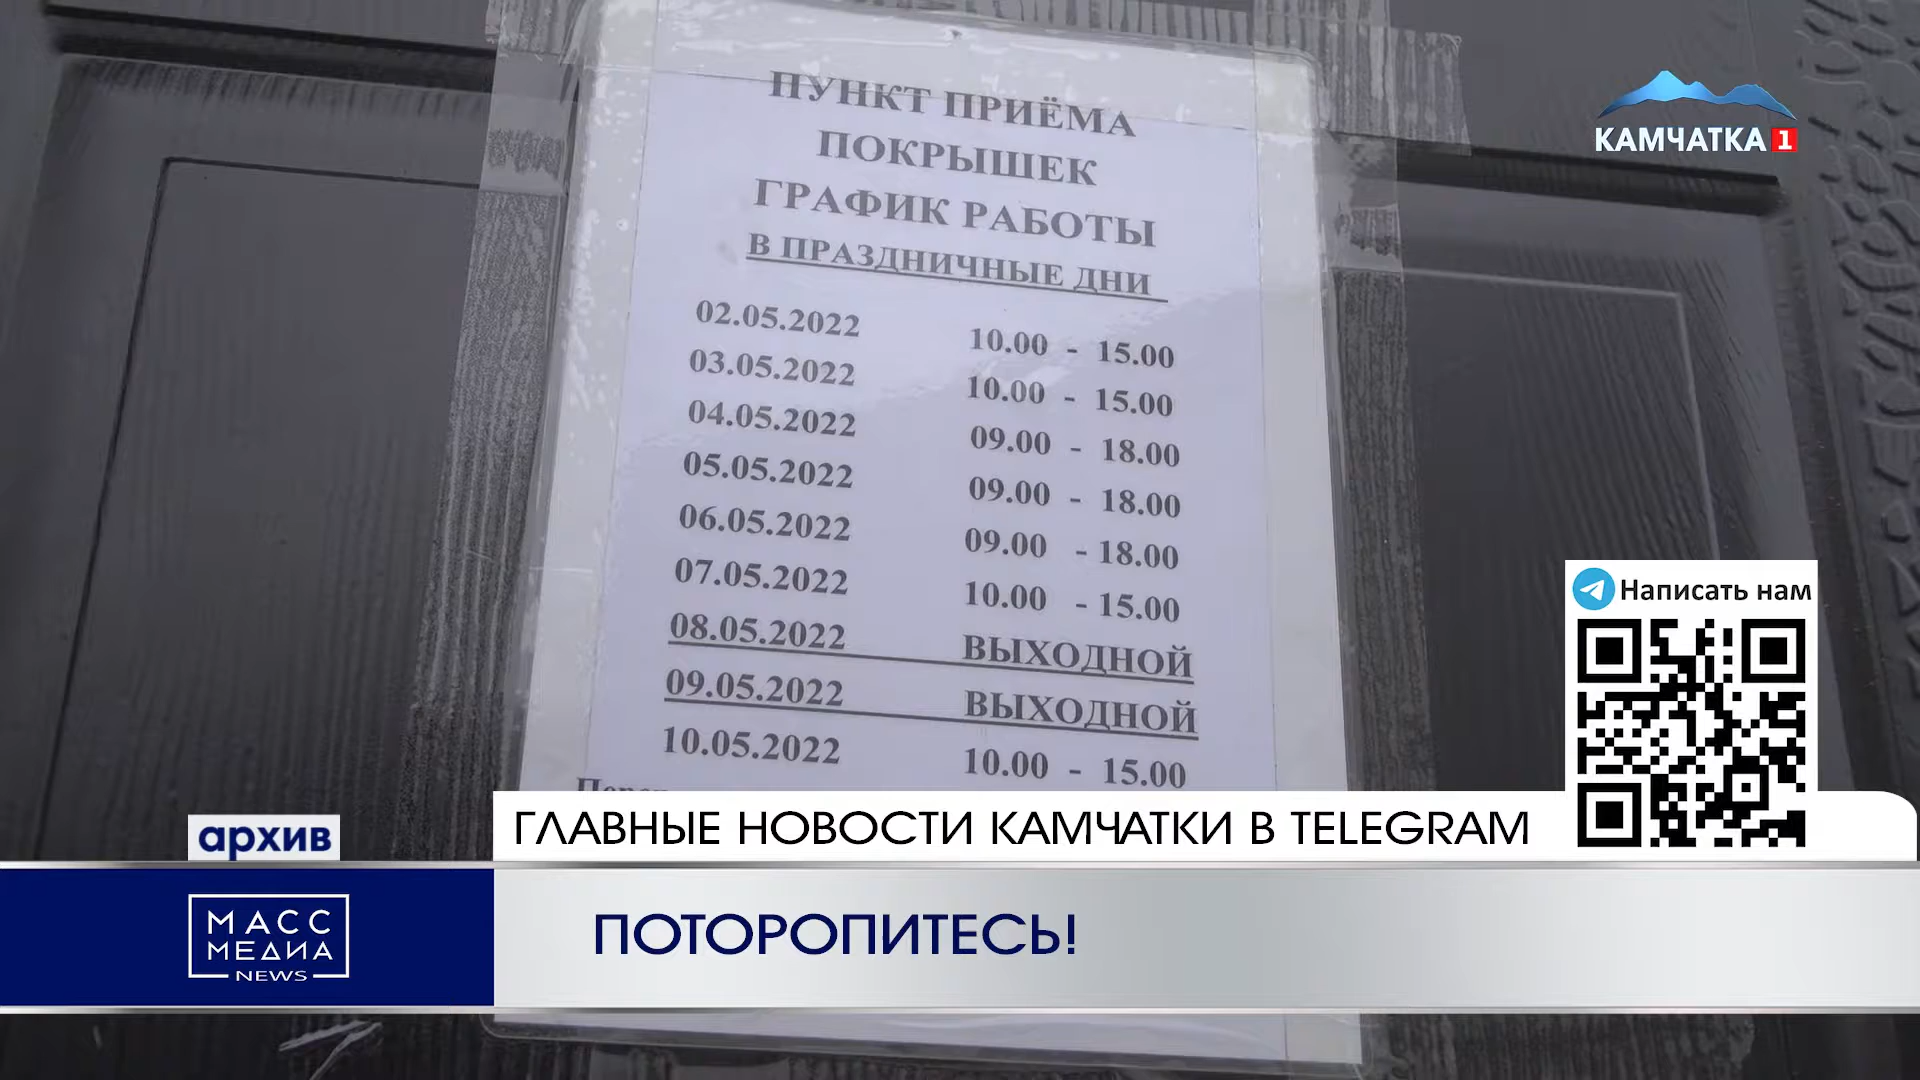 ПУНКТ ПРИЁМА
ПОКРЫШЕК
ГРАФИК РАБОТЫ
В ПРАЗДНИЧНЫЕ ДНИ
02.05.2022 10.00 - 15.00
03.05.2022 10.00 - 15.00
04.05.2022 09.00 - 18.00
05.05.2022 09.00 - 18.00
06.05.2022 09.00 - 18.00
07.05.2022 10.00 - 15.00
08.05.2022 ВЫХОДНОЙ
09.05.2022 ВЫХОДНОЙ
10.05.2022 10.00 - 15.00
КАМЧАТКА 1
Написать нам
архив
ГЛАВНЫЕ НОВОСТИ КАМЧАТКИ В TELEGRAM
МАСС
МЕДИА
NEWS
ПОТОРОПИТЕСЬ!